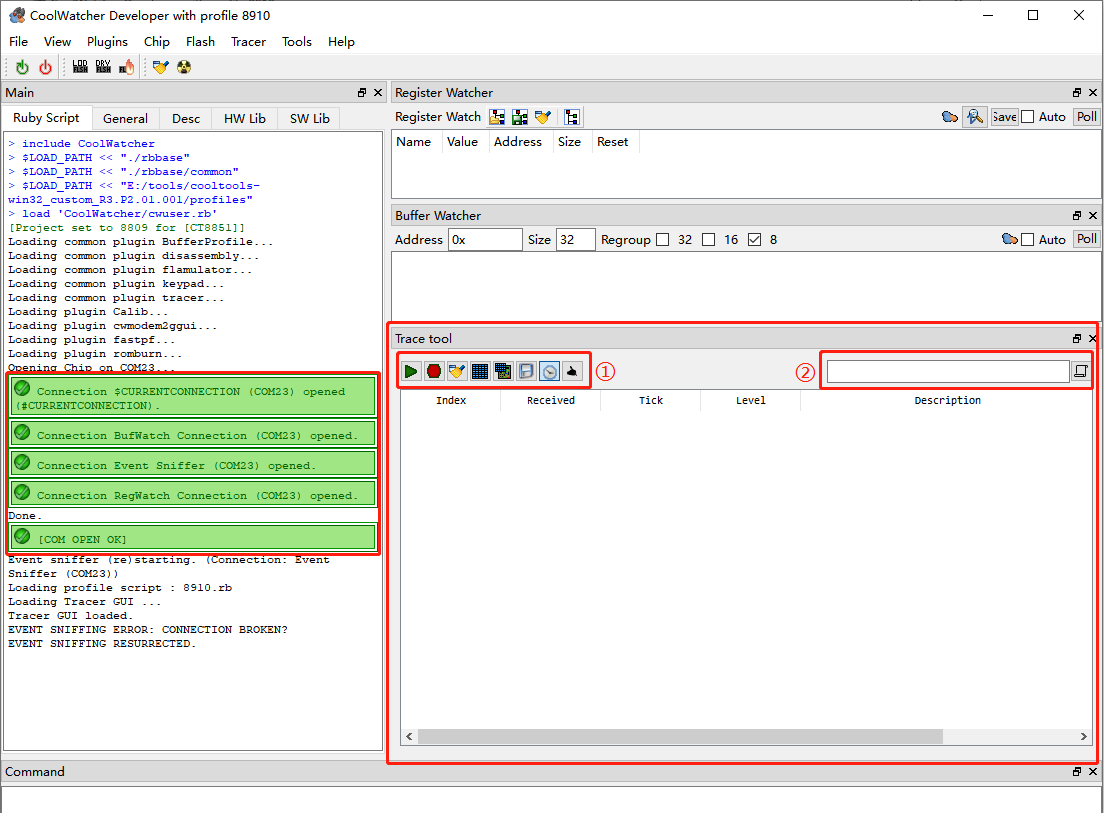 CoolWatcher Developer with profile 8910
File View Plugins Chip Flash Tracer Tools Help
Main
Ruby Script General Desc HW Lib SW Lib
> include CoolWatcher
> $LOAD_PATH << "./rbbase"
> $LOAD_PATH << "./rbbase/common"
> $LOAD_PATH << "E:/tools/cooltools-
win32_custom_R3.P2.01.001/profiles"
> load 'CoolWatcher/cwuser.rb'
[Project set to 8809 for [CT8851]]
Loading common plugin BufferProfile...
Loading common plugin disassembly...
Loading common plugin flamulator...
Loading common plugin keypad...
Loading common plugin tracer...
Loading plugin Calib...
Loading plugin cwmodem2ggui...
Loading plugin fastpf...
Loading plugin romburn...
Opening Chip on COM23...
Connection $CURRENTCONNECTION (COM23) opened
(#CURRENTCONNECTION).
Connection BufWatch Connection (COM23) opened.
Connection Event Sniffer (COM23) opened.
Connection RegWatch Connection (COM23) opened.
Done.
[COM OPEN OK]
Event sniffer (re)starting. (Connection: Event
Sniffer (COM23))
Loading profile script : 8910.rb
Loading Tracer GUI ...
Tracer GUI loaded.
EVENT SNIFFING ERROR: CONNECTION BROKEN?
EVENT SNIFFING RESURRECTED.
Register Watcher
Register Watch Save Auto Poll
Name Value Address Size Reset
Buffer Watcher
Address 0x Size 32 Regroup 32 16 8 Auto Poll
Trace tool
① ②
Index Received Tick Level Description
Command